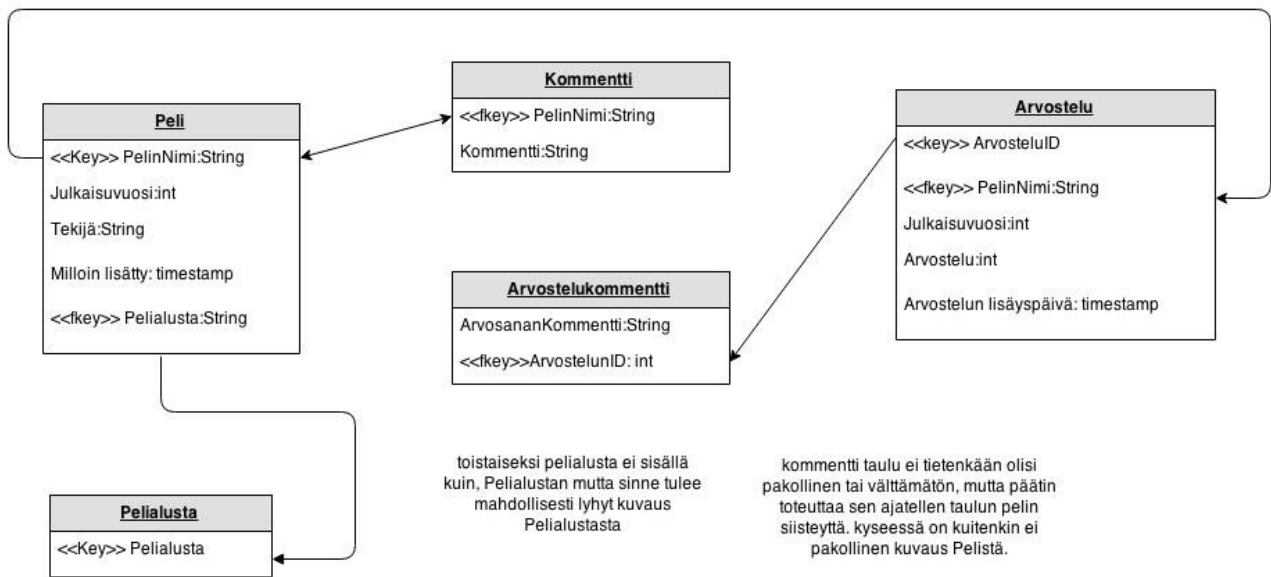 Peli
<<Key>> PelinNimi:String
Julkaisuvuosi:int
Tekijä:String
Milloin lisätty: timestamp
<<fkey>> Pelialusta:String
Kommentti
<<fkey>> PelinNimi:String
Kommentti:String
Arvostelu
<<key>> ArvosteluID
<<fkey>> PelinNimi:String
Julkaisuvuosi:int
Arvostelu:int
Arvostelun lisäyspäivä: timestamp
Arvostelukommentti
ArvosananKommentti:String
<<fkey>>ArvostelunID: int
Pelialusta
<<Key>> Pelialusta
toistaiseksi pelialusta ei sisällä
kuin, Pelialustan mutta sinne tulee
mahdollisesti lyhyt kuvaus
Pelialustasta
kommentti taulu ei tietenkään olisi
pakollinen tai välttämätön, mutta päätin
toteuttaa sen ajatellen taulun pelin
siisteyttä. kyseessä on kuitenkin ei
pakollinen kuvaus Pelistä.